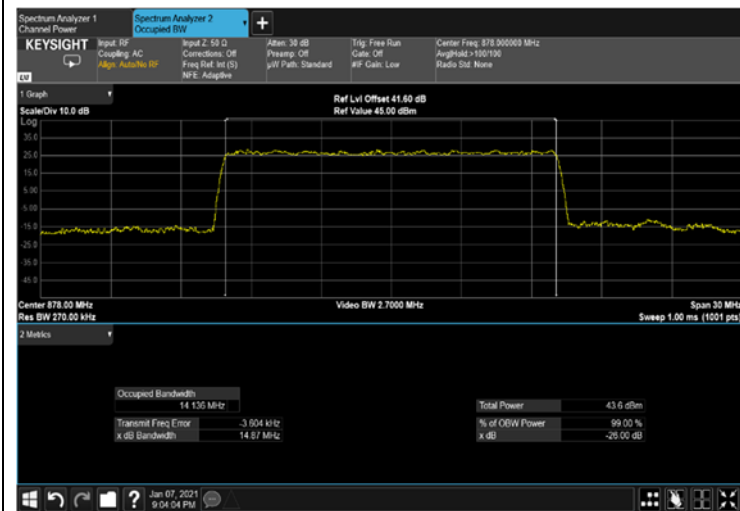 Spectrum Analyzer 1
Channel Power
Spectrum Analyzer 2
Occupied BW
+
KEYSIGHT
LVI
Input: RF
Coupling: AC
Align: Auto/No RF
Input Z: 50 Ω
Corrections: Off
Freq Ref: Int (S)
NFE: Adaptive
Atten: 30 dB
Preamp: Off
µW Path: Standard
Trig: Free Run
Gate: Off
#IF Gain: Low
Center Freq: 878.000000 MHz
Avg|Hold:>100/100
Radio Std: None
1 Graph
Scale/Div 10.0 dB
Ref Lvl Offset 41.60 dB
Ref Value 45.00 dBm
Log
35.0
25.0
15.0
5.00
-5.00
-15.0
-25.0
-35.0
-45.0
Center 878.00 MHz
Res BW 270.00 kHz
Video BW 2.7000 MHz
Span 30 MHz
Sweep 1.00 ms (1001 pts)
2 Metrics
Occupied Bandwidth
14.136 MHz
Transmit Freq Error -3.604 kHz
x dB Bandwidth 14.87 MHz
Total Power 43.6 dBm
% of OBW Power 99.00 %
x dB -26.00 dB
?
Jan 07, 2021
9:04:04 PM